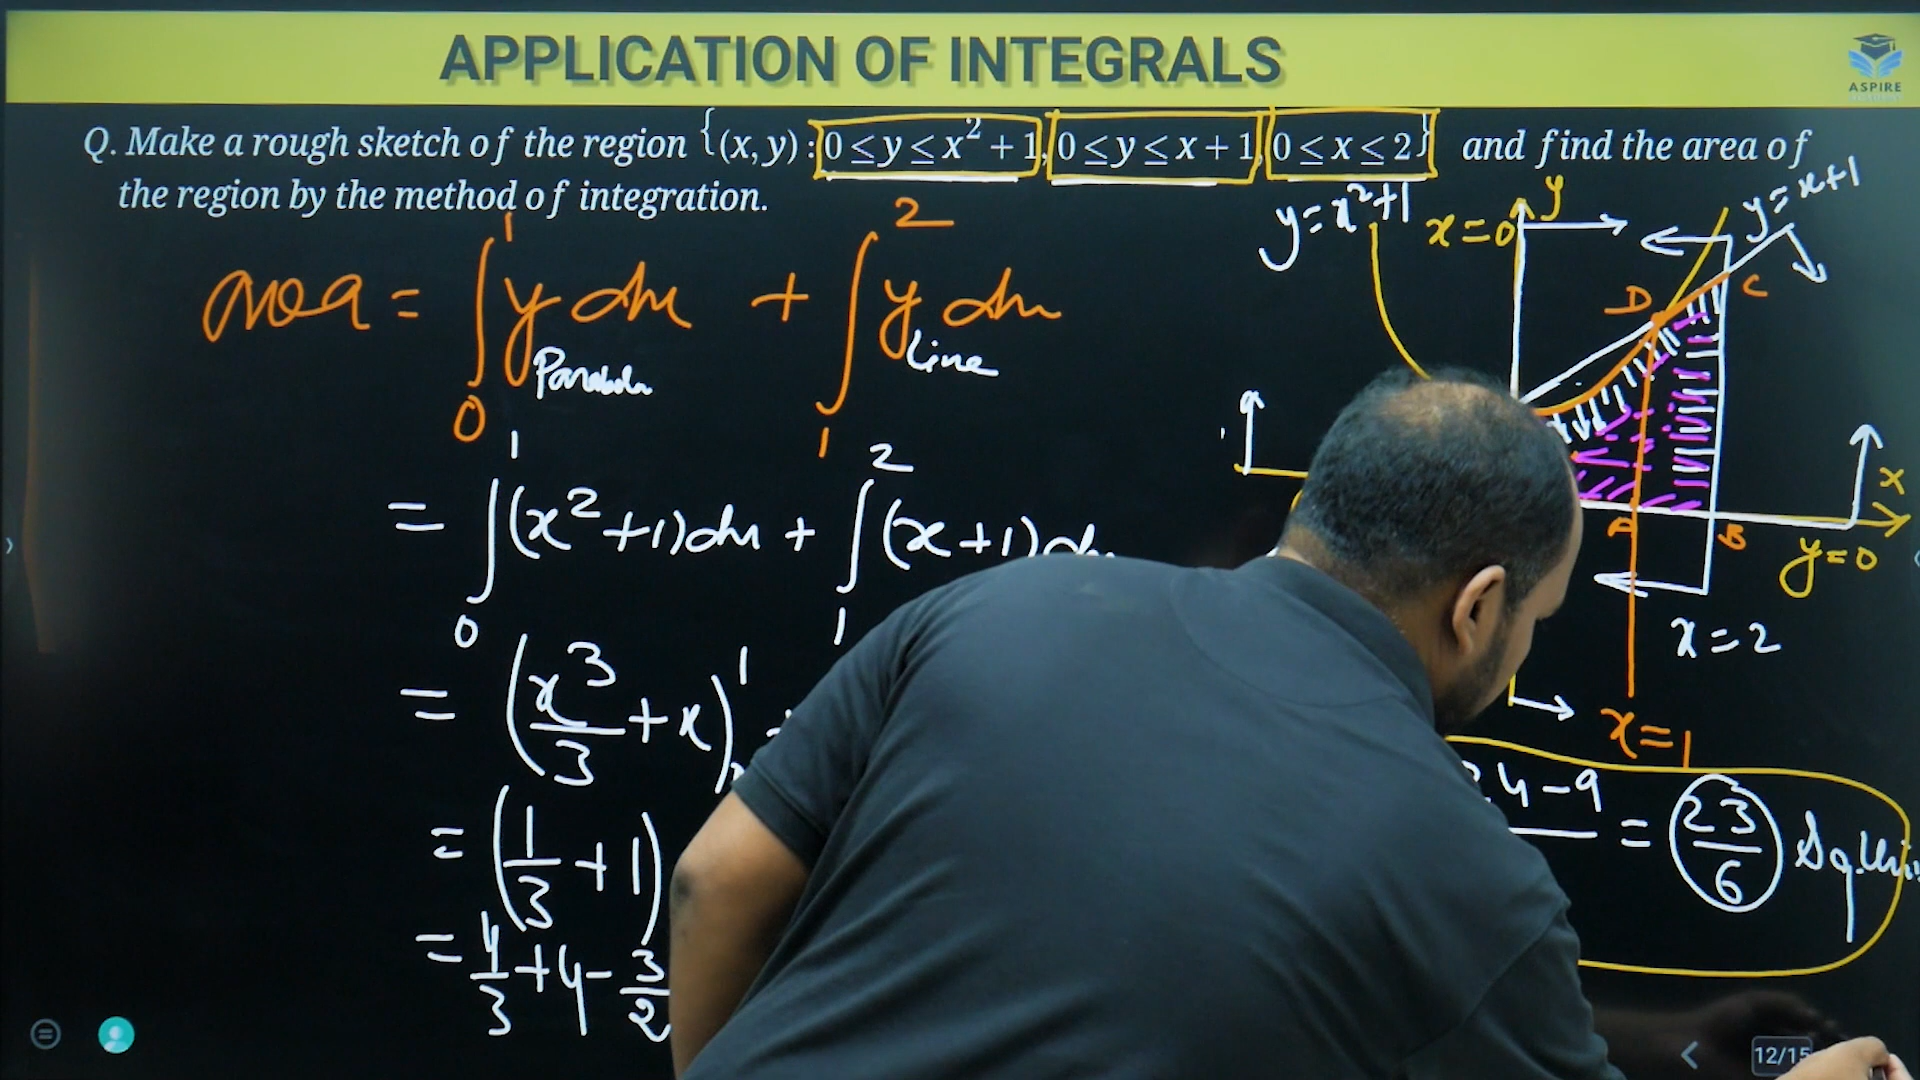 APPLICATION OF INTEGRALS
ASPIRE
Q. Make a rough sketch of the region {(x, y) : 0 ≤ y ≤ x² + 1, 0 ≤ y ≤ x + 1, 0 ≤ x ≤ 2} and find the area of
the region by the method of integration.
area = ∫₀¹ y dx + ∫₁² y dx
Parabola Line
= ∫₀¹ (x² + 1) dx + ∫₁² (x + 1)
= (x³/3 + x)¹
= (1/3 + 1)
= 4/3 + 4 - 3/2
y = x² + 1
x = 0
y
y = x + 1
D
C
A
B
x
y = 0
x = 2
x = 1
4 - 9
= 23/6 Sq.
12/15